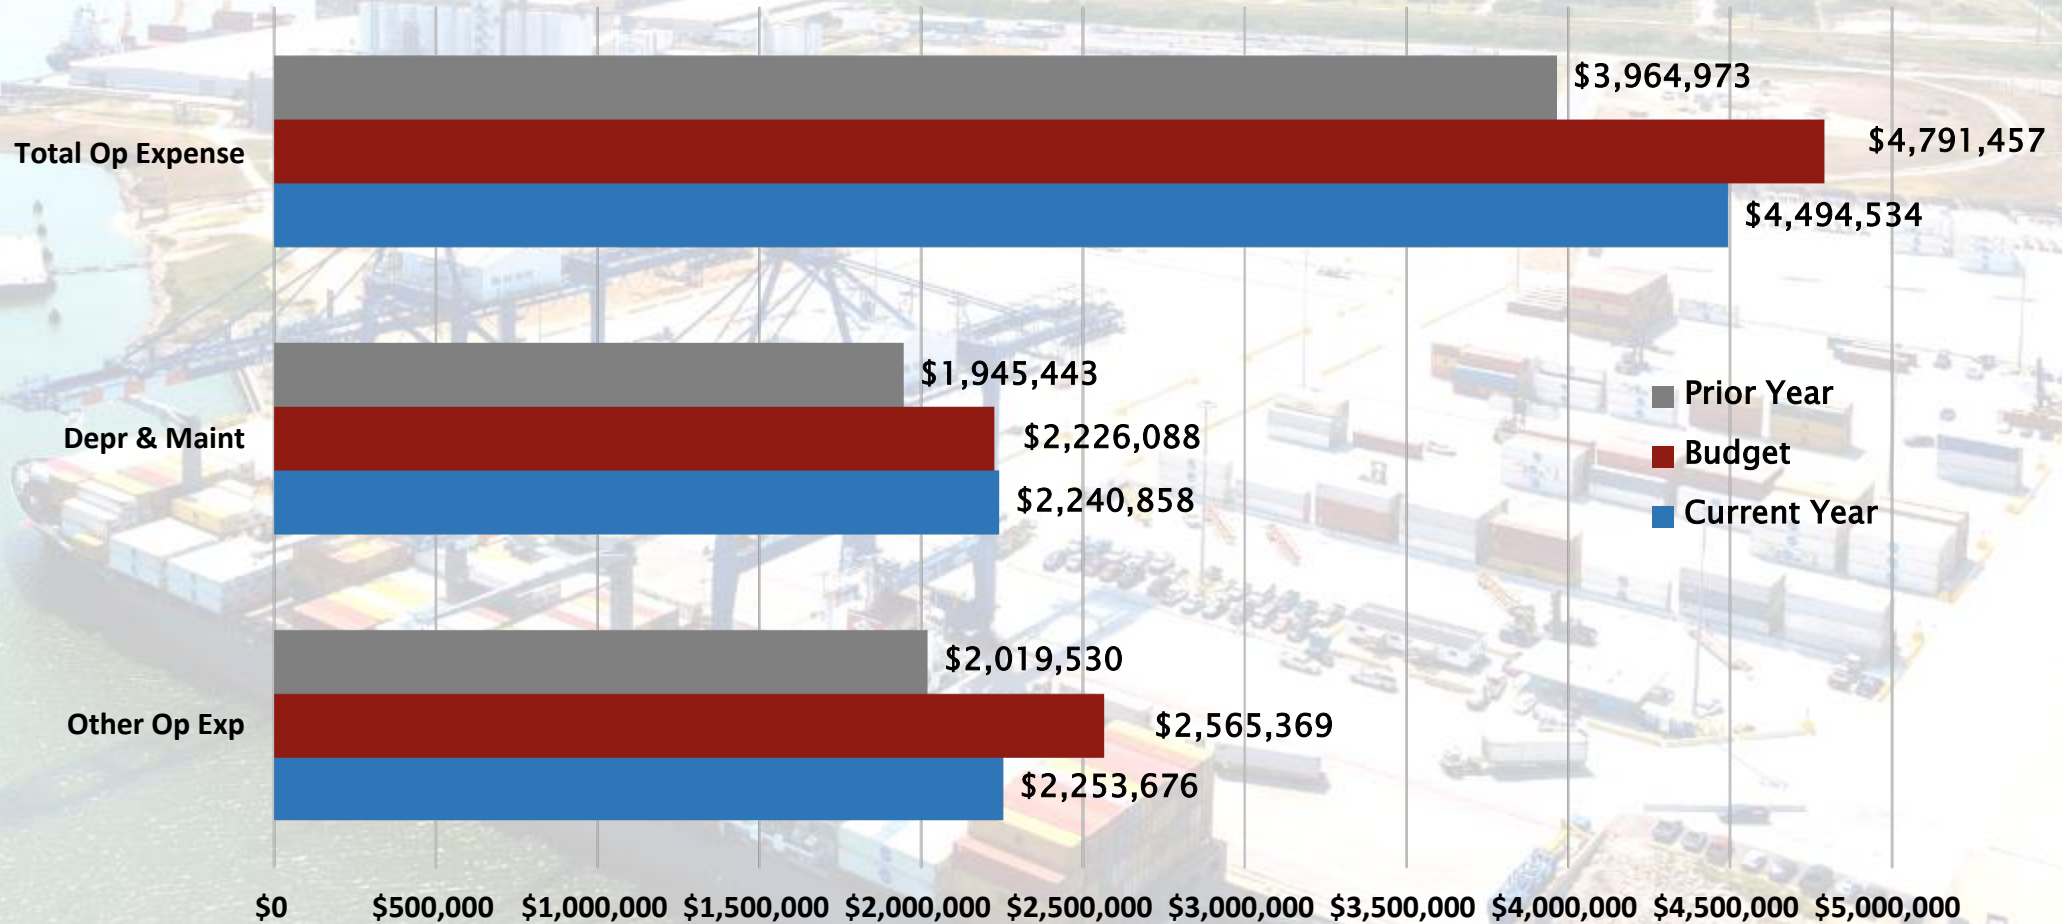 $3,964,973
Total Op Expense
$4,791,457
$4,494,534
$1,945,443
Prior Year
Depr & Maint
$2,226,088
Budget
$2,240,858
Current Year
$2,019,530
Other Op Exp
$2,565,369
$2,253,676
$0 $500,000 $1,000,000 $1,500,000 $2,000,000 $2,500,000 $3,000,000 $3,500,000 $4,000,000 $4,500,000 $5,000,000